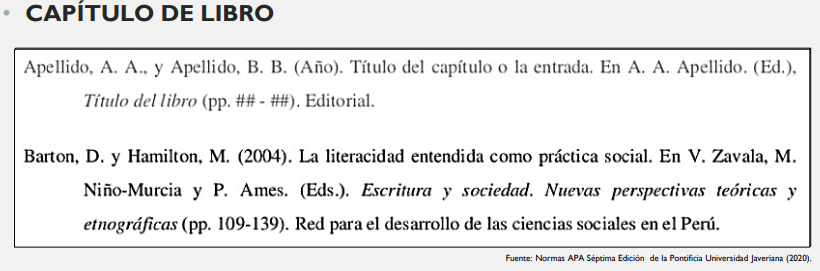 • CAPÍTULO DE LIBRO
Apellido, A. A., y Apellido, B. B. (Año). Título del capítulo o la entrada. En A. A. Apellido. (Ed.),
Título del libro (pp. ## - ##). Editorial.
Barton, D. y Hamilton, M. (2004). La literacidad entendida como práctica social. En V. Zavala, M.
Niño-Murcia y P. Ames. (Eds.). Escritura y sociedad. Nuevas perspectivas teóricas y
etnográficas (pp. 109-139). Red para el desarrollo de las ciencias sociales en el Perú.
Fuente: Normas APA Séptima Edición de la Pontificia Universidad Javeriana (2020).